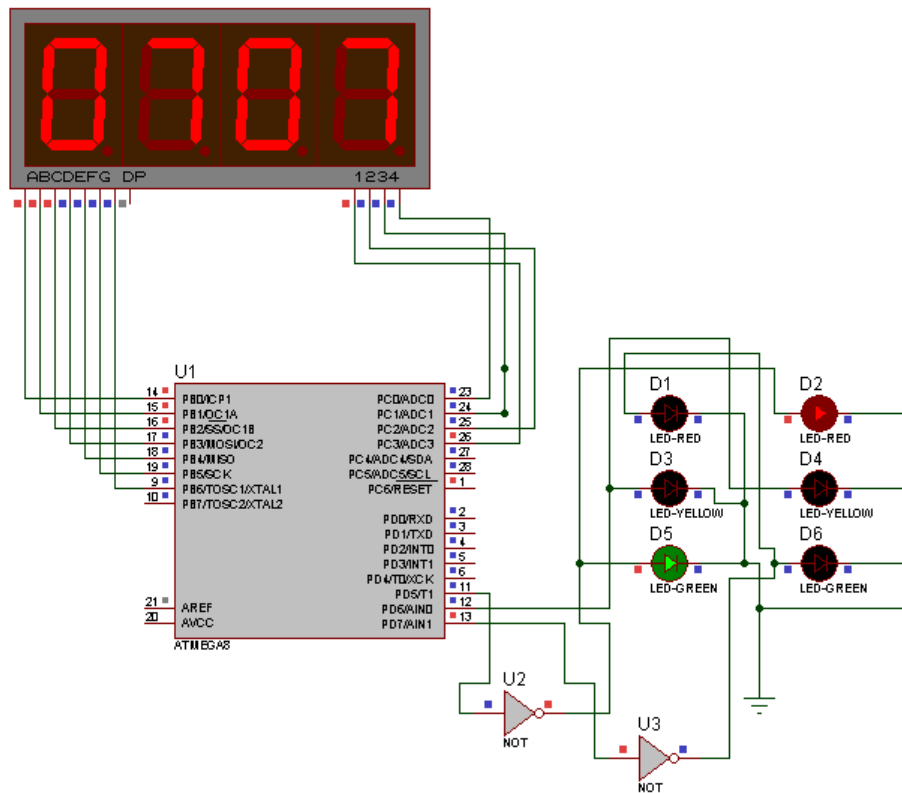 0707
ABCDEFG DP 1234
U1
14 PB0/ICP1 PC0/ADC0 23
15 PB1/OC1A PC1/ADC1 24
16 PB2/SS/OC1B PC2/ADC2 25
17 PB3/MOSI/OC2 PC3/ADC3 26
18 PB4/MISO PC4/ADC4/SDA 27
19 PB5/SCK PC5/ADC5/SCL 28
9 PB6/TOSC1/XTAL1 PC6/RESET 1
10 PB7/TOSC2/XTAL2
PD0/RXD 2
PD1/TXD 3
PD2/INT0 4
PD3/INT1 5
PD4/T0/XCK 6
PD5/T1 11
21 AREF PD6/AIN0 12
20 AVCC PD7/AIN1 13
ATMEGA8
D1 D2
LED-RED LED-RED
D3 D4
LED-YELLOW LED-YELLOW
D5 D6
LED-GREEN LED-GREEN
U2
NOT
U3
NOT